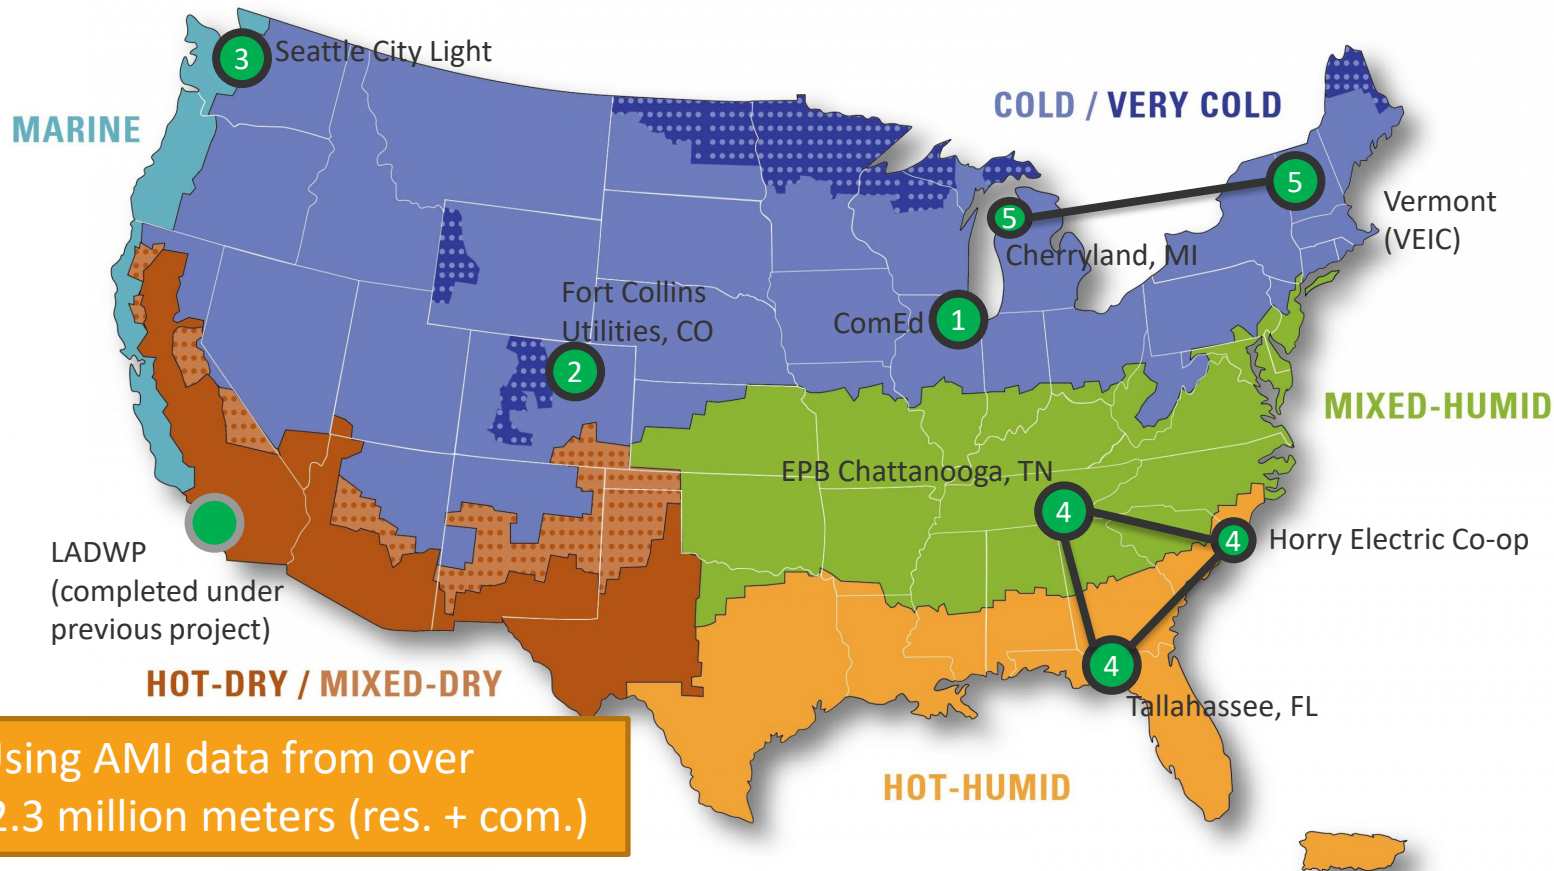 3
Seattle City Light
MARINE
COLD / VERY COLD
5
5
Vermont
(VEIC)
Cherryland, MI
Fort Collins
Utilities, CO
ComEd
1
2
MIXED-HUMID
EPB Chattanooga, TN
4
4
Horry Electric Co-op
LADWP
(completed under
previous project)
4
HOT-DRY / MIXED-DRY
Tallahassee, FL
Using AMI data from over
2.3 million meters (res. + com.)
HOT-HUMID